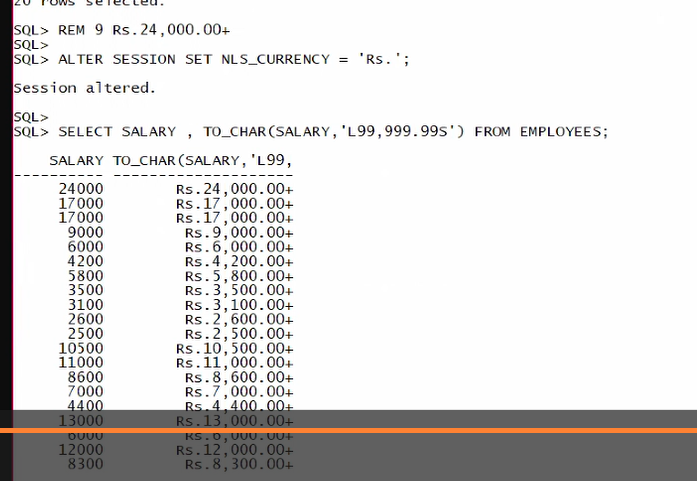 20 rows selected.
SQL> REM 9 Rs.24,000.00+
SQL>
SQL> ALTER SESSION SET NLS_CURRENCY = 'Rs.';
Session altered.
SQL>
SQL> SELECT SALARY , TO_CHAR(SALARY,'L99,999.99S') FROM EMPLOYEES;
SALARY TO_CHAR(SALARY,'L99,
---------- --------------------
24000 Rs.24,000.00+
17000 Rs.17,000.00+
17000 Rs.17,000.00+
9000 Rs.9,000.00+
6000 Rs.6,000.00+
4200 Rs.4,200.00+
5800 Rs.5,800.00+
3500 Rs.3,500.00+
3100 Rs.3,100.00+
2600 Rs.2,600.00+
2500 Rs.2,500.00+
10500 Rs.10,500.00+
11000 Rs.11,000.00+
8600 Rs.8,600.00+
7000 Rs.7,000.00+
4400 Rs.4,400.00+
13000 Rs.13,000.00+
6000 Rs.6,000.00+
12000 Rs.12,000.00+
8300 Rs.8,300.00+